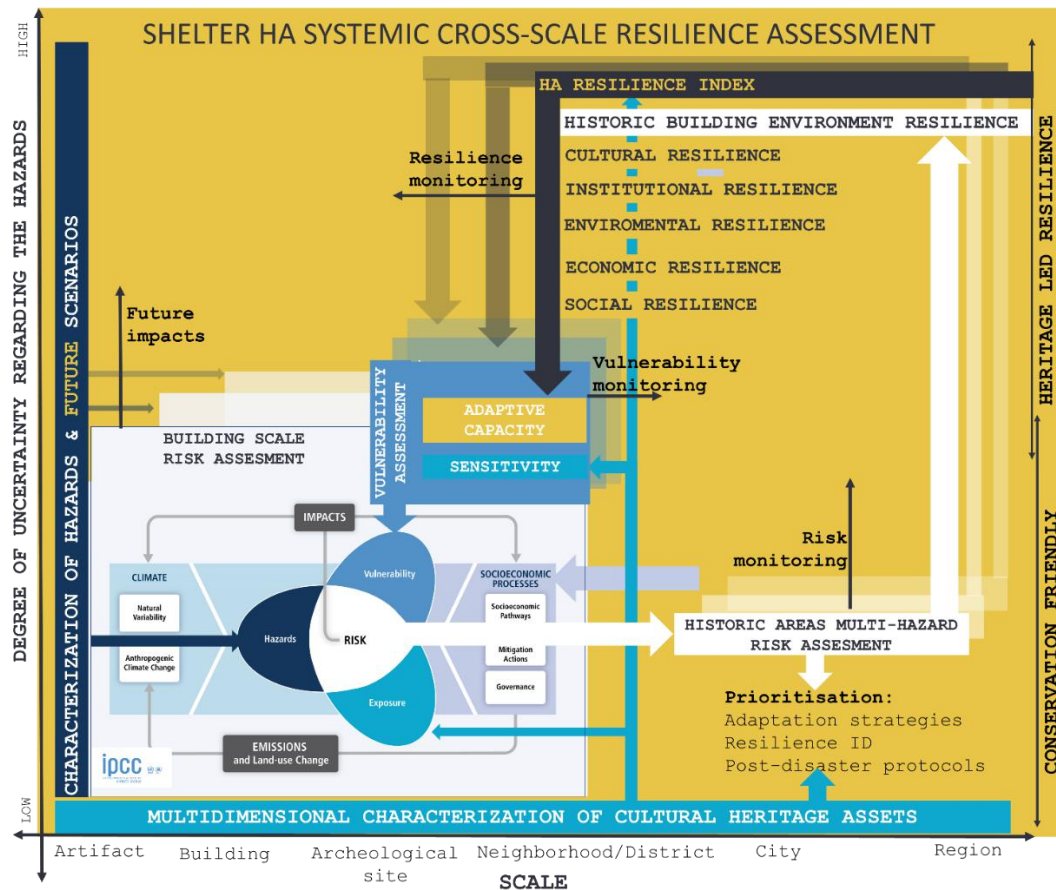 SHELTER HA SYSTEMIC CROSS-SCALE RESILIENCE ASSESSMENT
HIGH
DEGREE OF UNCERTAINTY REGARDING THE HAZARDS
LOW
CHARACTERIZATION OF HAZARDS & FUTURE SCENARIOS
HA RESILIENCE INDEX
HISTORIC BUILDING ENVIRONMENT RESILIENCE
CULTURAL RESILIENCE
INSTITUTIONAL RESILIENCE
ENVIROMENTAL RESILIENCE
ECONOMIC RESILIENCE
SOCIAL RESILIENCE
Resilience
monitoring
Future
impacts
Vulnerability
monitoring
HERITAGE LED RESILIENCE
CONSERVATION FRIENDLY
BUILDING SCALE
RISK ASSESMENT
VULNERABILITY
ASSESSMENT
ADAPTIVE
CAPACITY
SENSITIVITY
IMPACTS
CLIMATE
Natural
Variability
Anthropogenic
Climate Change
Vulnerability
Hazards
RISK
Exposure
SOCIOECONOMIC
PROCESSES
Socioeconomic
Pathways
Mitigation
Actions
Governance
EMISSIONS
and Land-use Change
ipcc
Risk
monitoring
HISTORIC AREAS MULTI-HAZARD
RISK ASSESMENT
Prioritisation:
Adaptation strategies
Resilience ID
Post-disaster protocols
MULTIDIMENSIONAL CHARACTERIZATION OF CULTURAL HERITAGE ASSETS
Artifact
Building
Archeological
site
Neighborhood/District
City
Region
SCALE